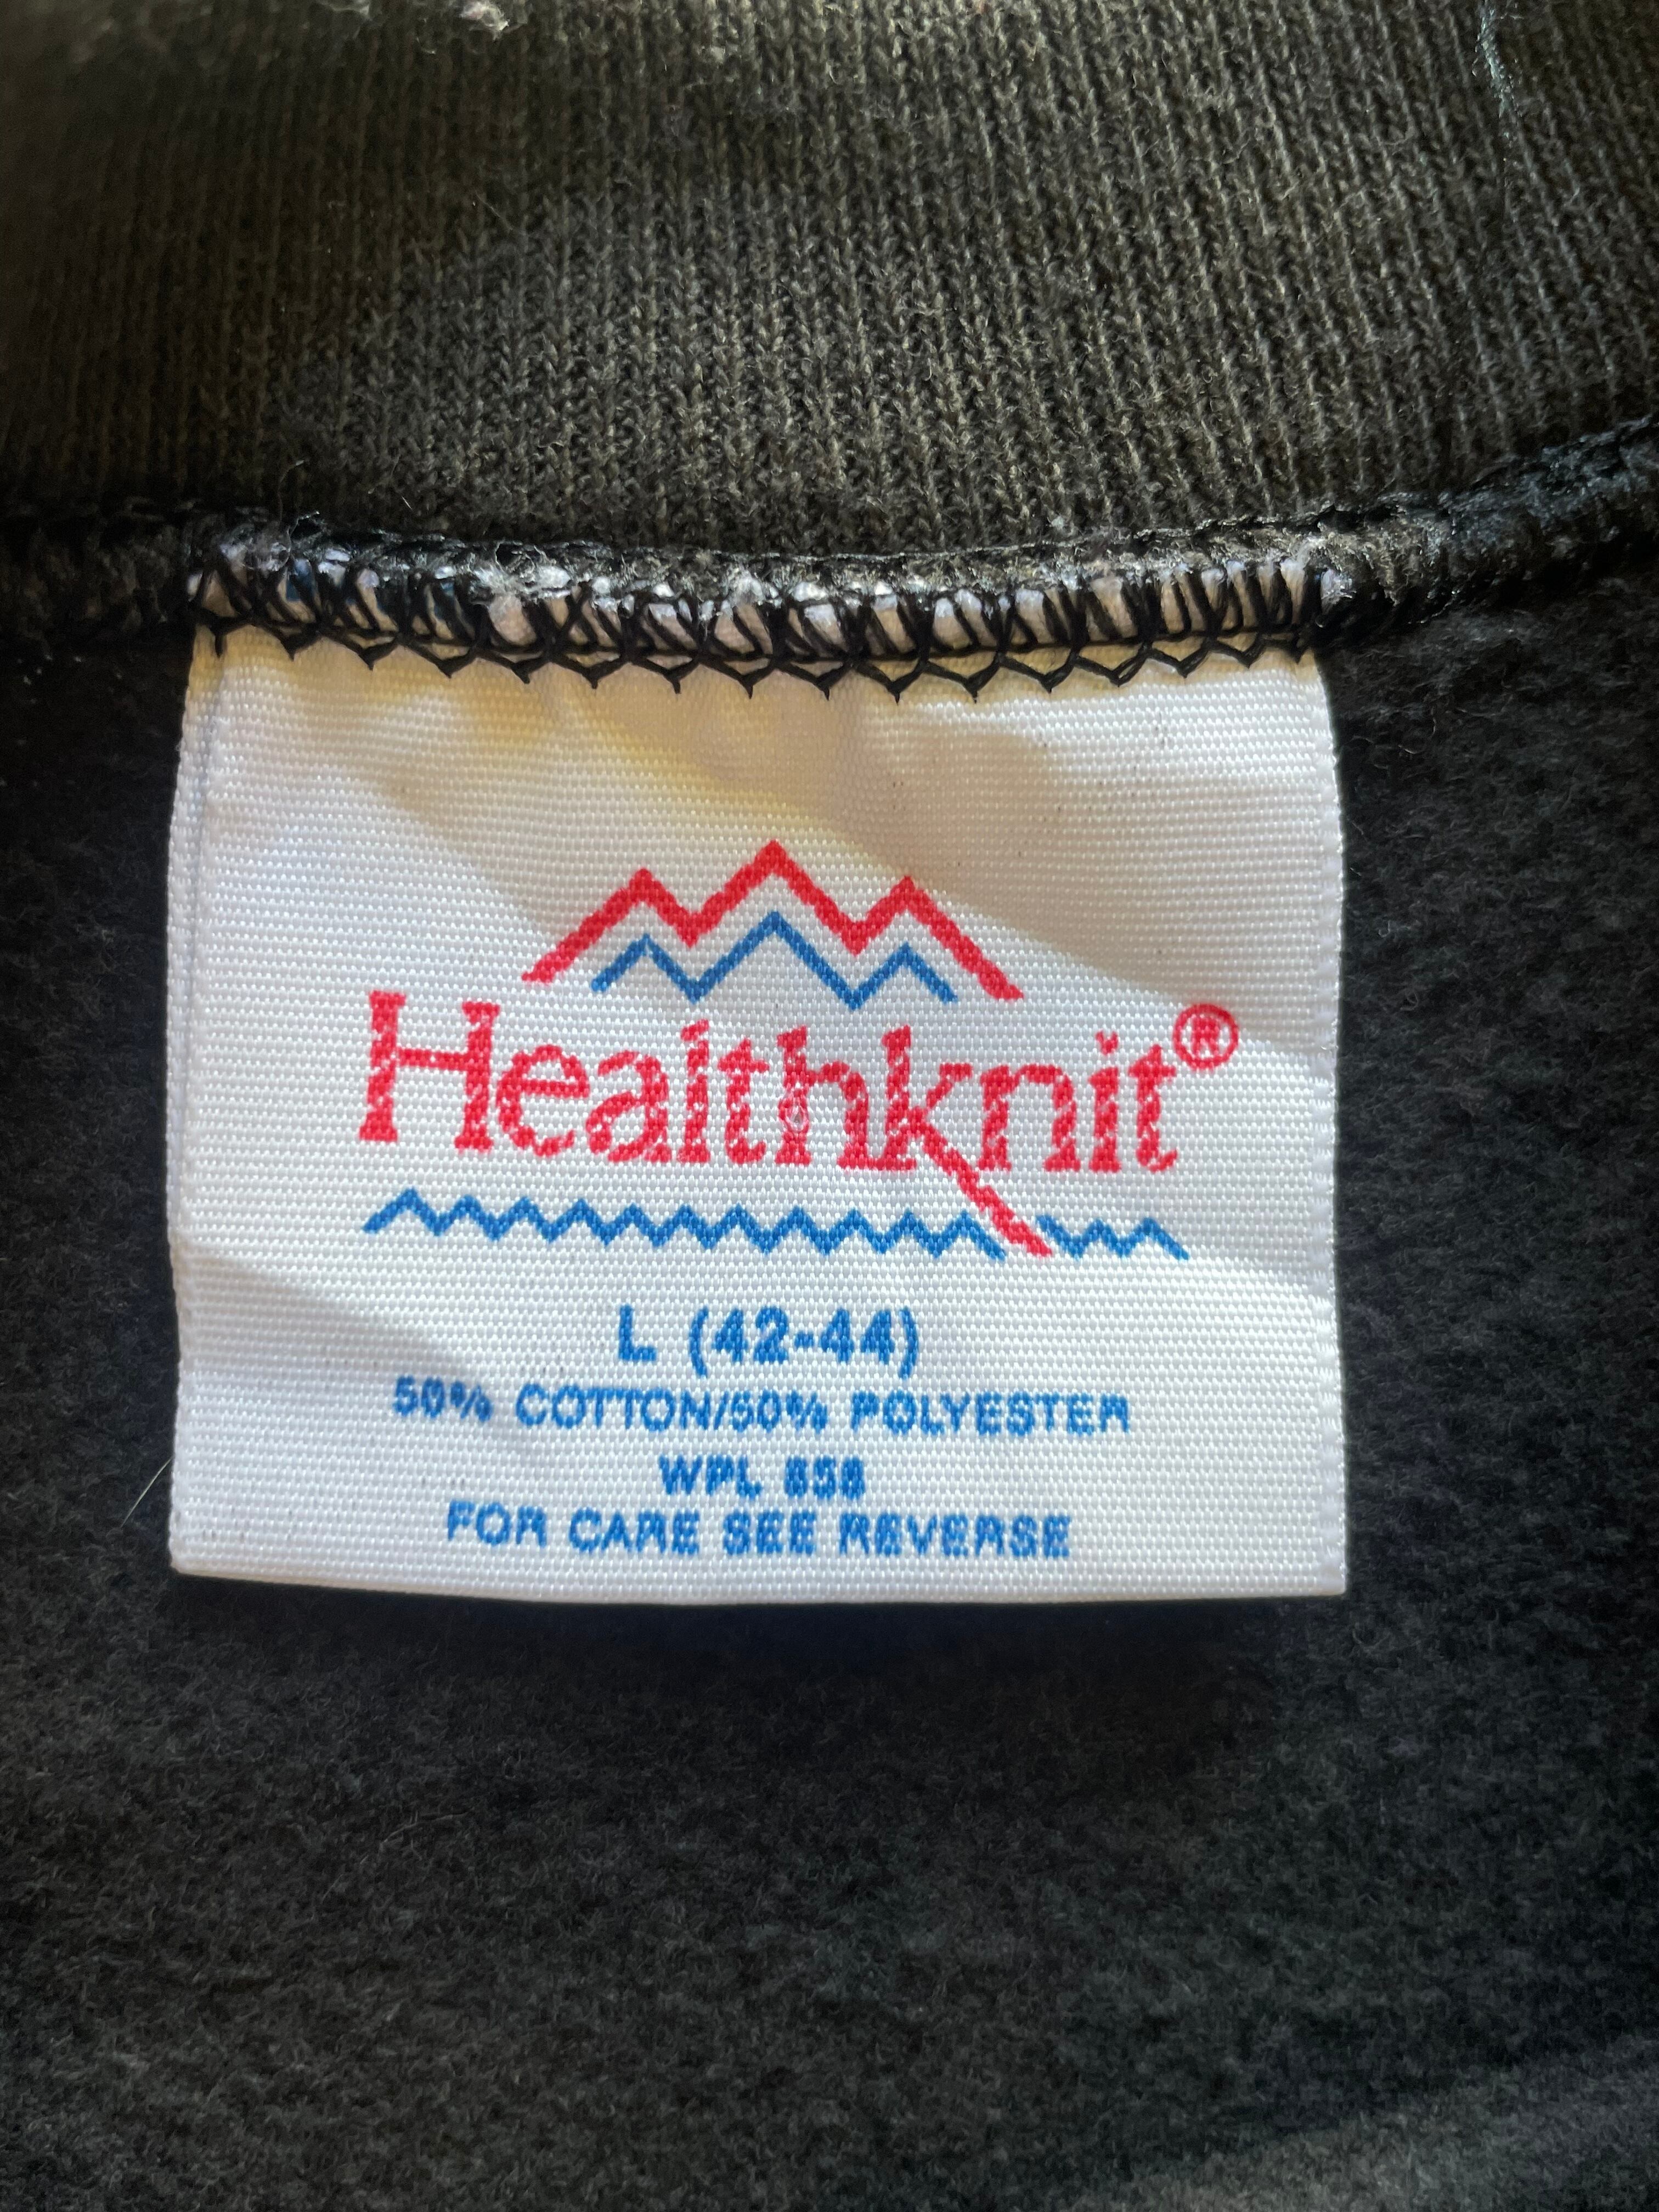 Healthknit®
L (42-44)
50% COTTON/50% POLYESTER
WPL 858
FOR CARE SEE REVERSE